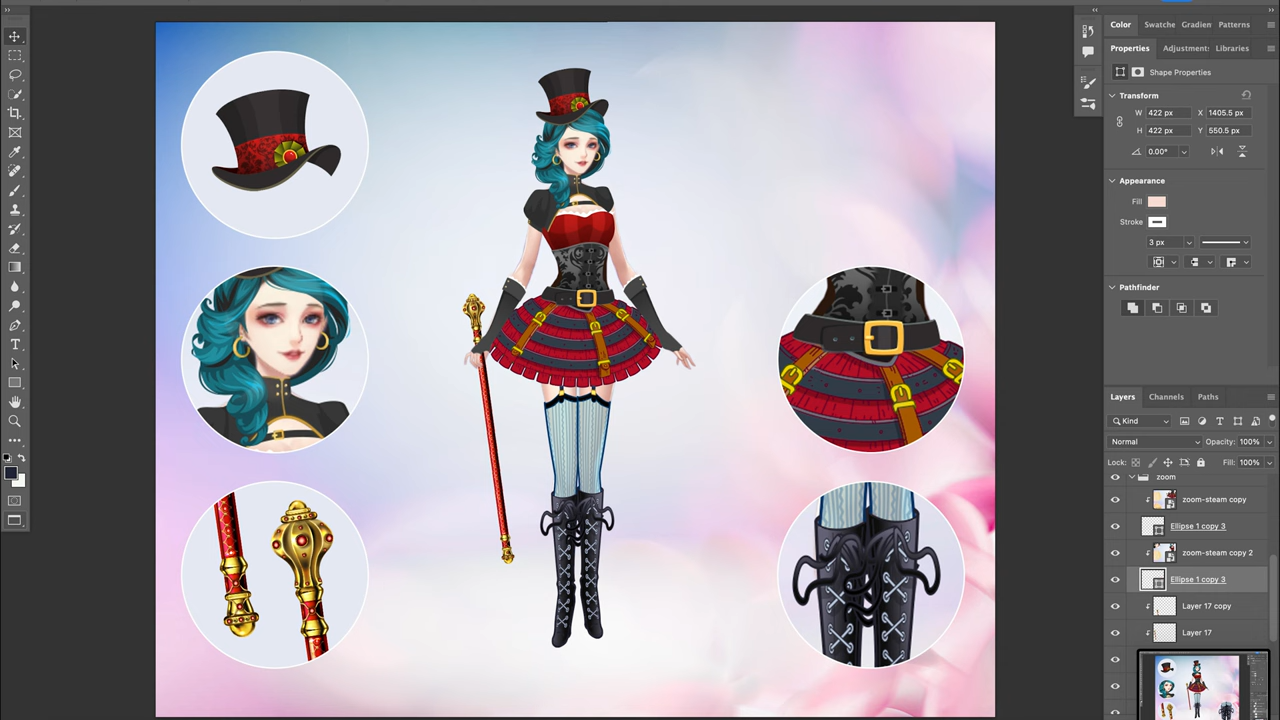 Color Swatche Gradien Patterns
Properties Adjustment: Libraries
Shape Properties
Transform
W 422 px X 1405.5 px
H 422 px Y 550.5 px
0.00°
Appearance
Fill
Stroke
3 px
Pathfinder
Layers Channels Paths
Kind
Normal Opacity: 100%
Lock: Fill: 100%
zoom
zoom-steam copy
Ellipse 1 copy 3
zoom-steam copy 2
Ellipse 1 copy 3
Layer 17 copy
Layer 17